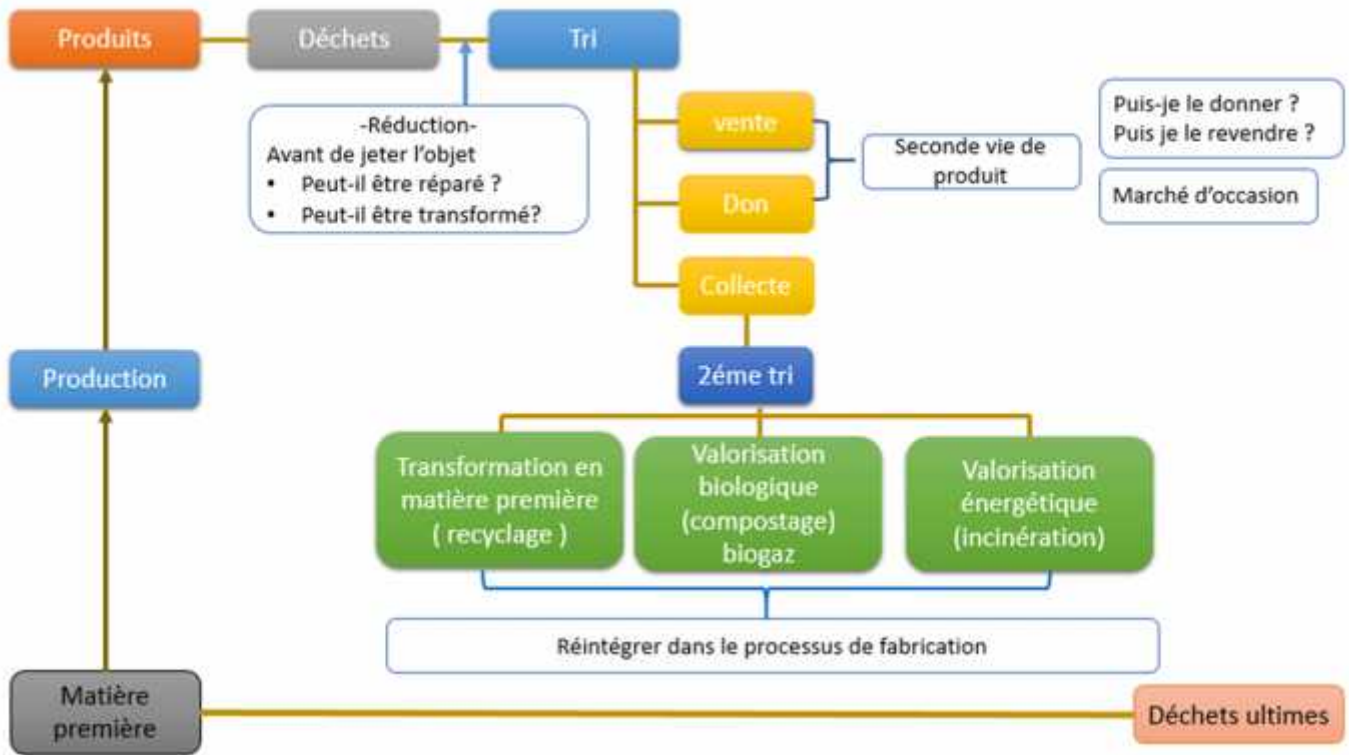 Produits
Déchets
Tri
-Réduction-
Avant de jeter l'objet
• Peut-il être réparé ?
• Peut-il être transformé?
vente
Don
Collecte
Seconde vie de
produit
Puis-je le donner ?
Puis je le revendre ?
Marché d'occasion
Production
2éme tri
Transformation en
matière première
( recyclage )
Valorisation
biologique
(compostage)
biogaz
Valorisation
énergétique
(incinération)
Réintégrer dans le processus de fabrication
Matière
première
Déchets ultimes